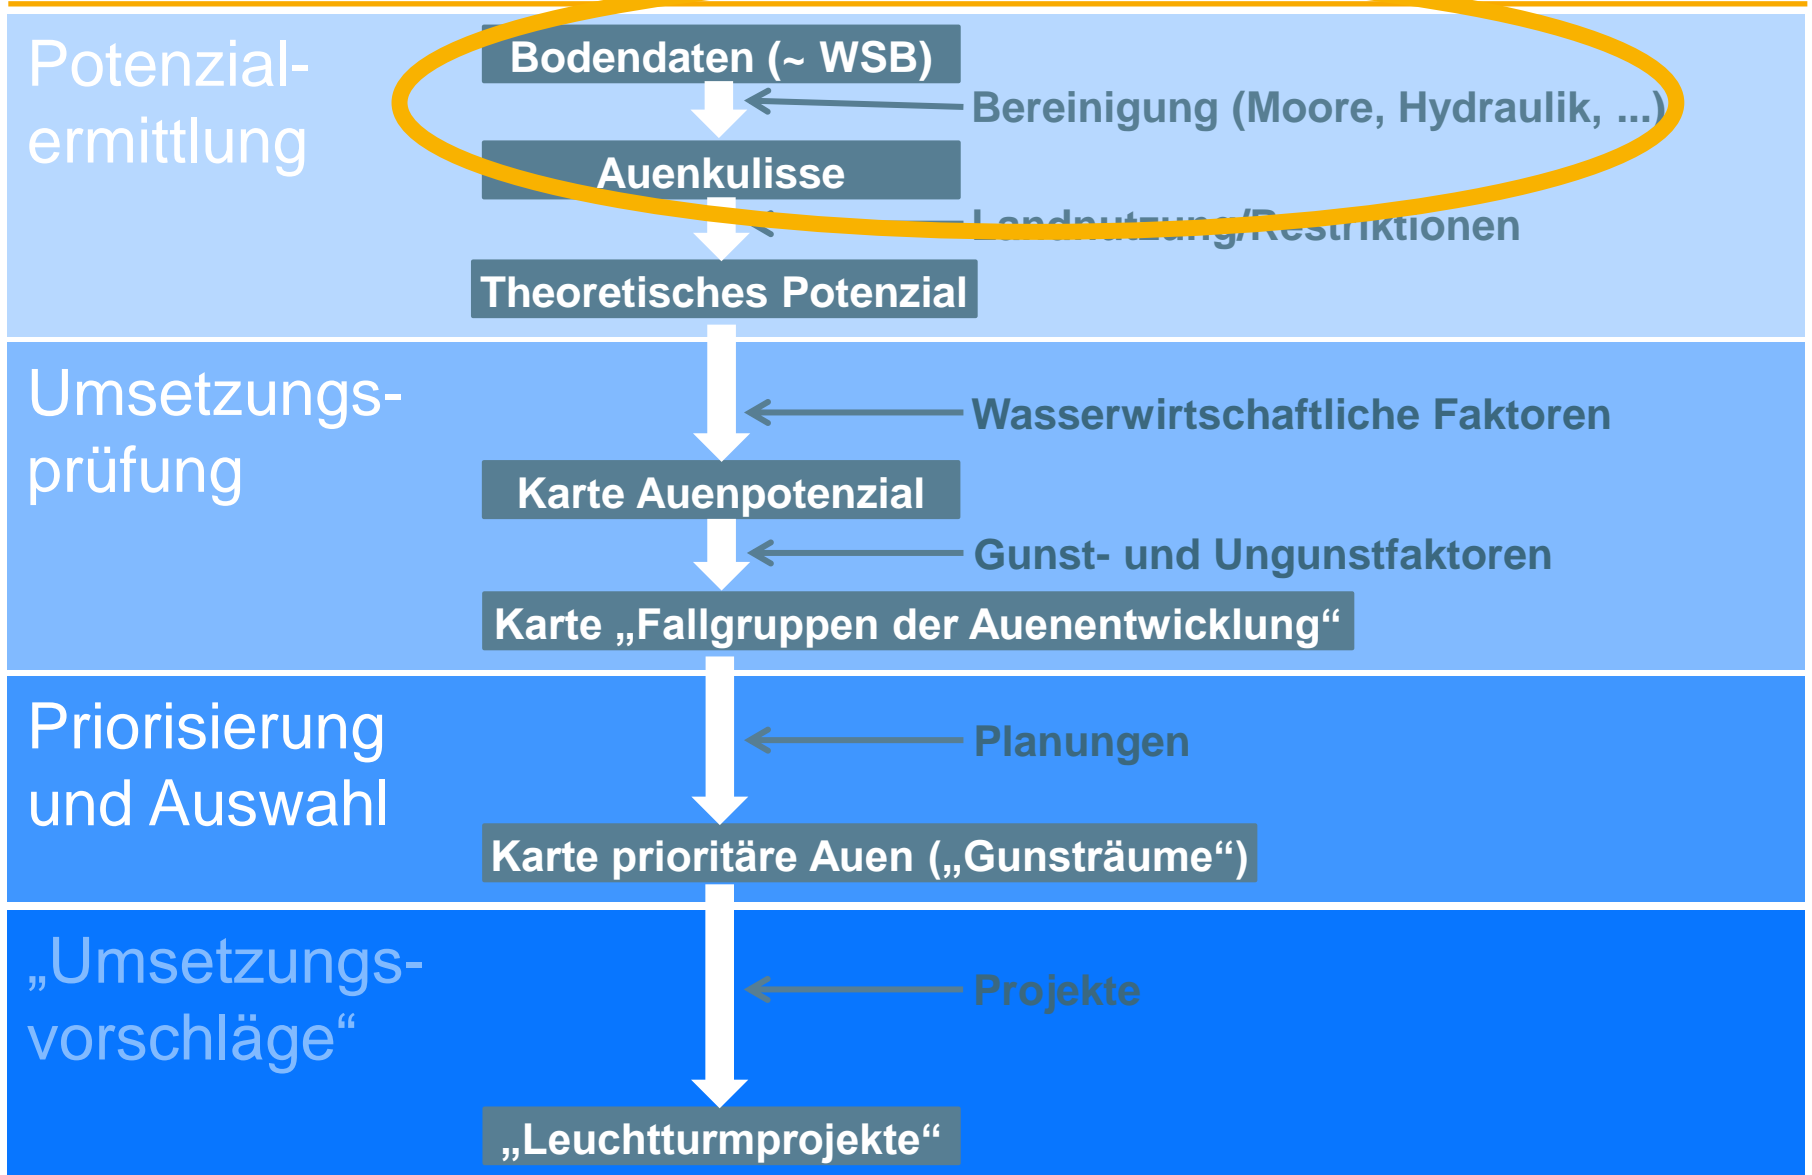 Potenzial-
ermittlung
Bodendaten (~ WSB)
Bereinigung (Moore, Hydraulik, ...)
Auenkulisse
Landnutzung/Restriktionen
Theoretisches Potenzial
Umsetzungs-
prüfung
Wasserwirtschaftliche Faktoren
Karte Auenpotenzial
Gunst- und Ungunstfaktoren
Karte „Fallgruppen der Auenentwicklung“
Priorisierung
und Auswahl
Planungen
Karte prioritäre Auen („Gunsträume“)
„Umsetzungs-
vorschläge“
Projekte
„Leuchtturmprojekte“